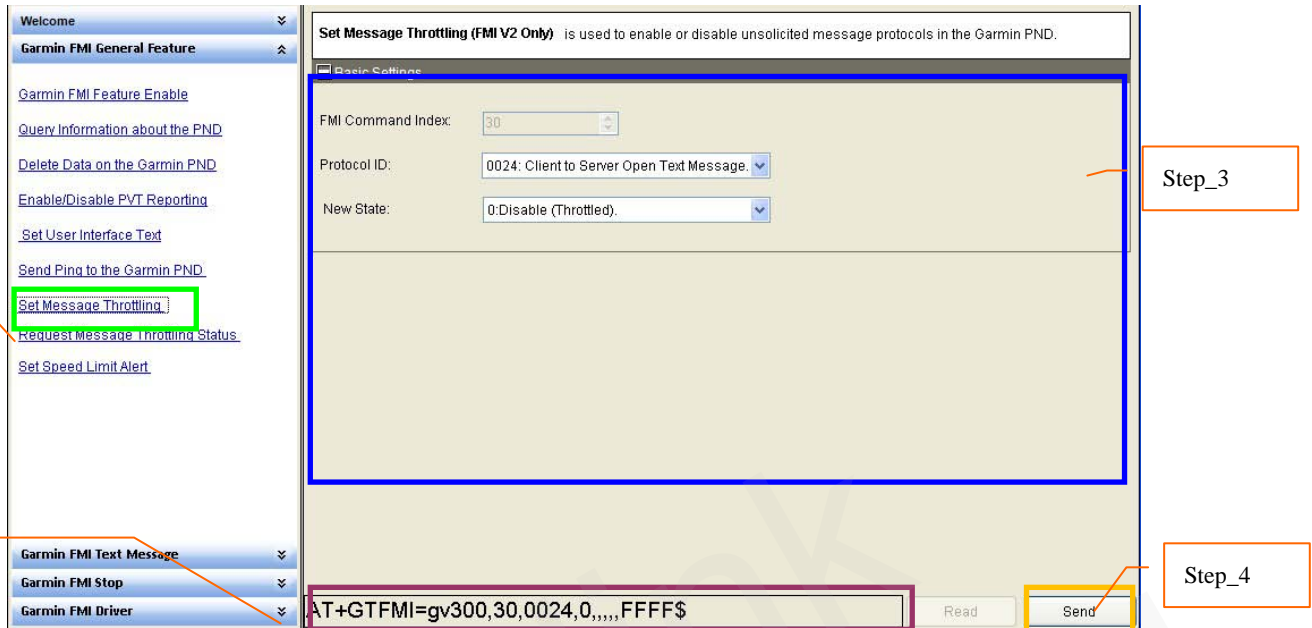 Welcome
Garmin FMI General Feature
Garmin FMI Feature Enable
Query Information about the PND
Delete Data on the Garmin PND
Enable/Disable PVT Reporting
Set User Interface Text
Send Ping to the Garmin PND
Set Message Throttling
Request Message Throttling Status
Set Speed Limit Alert
Garmin FMI Text Message
Garmin FMI Stop
Garmin FMI Driver
Set Message Throttling (FMI V2 Only) is used to enable or disable unsolicited message protocols in the Garmin PND.
Basic Settings
FMI Command Index: 30
Protocol ID: 0024: Client to Server Open Text Message.
New State: 0:Disable (Throttled).
Step_3
Step_4
AT+GTFMI=gv300,30,0024,0,,,,,FFFF$
Read
Send